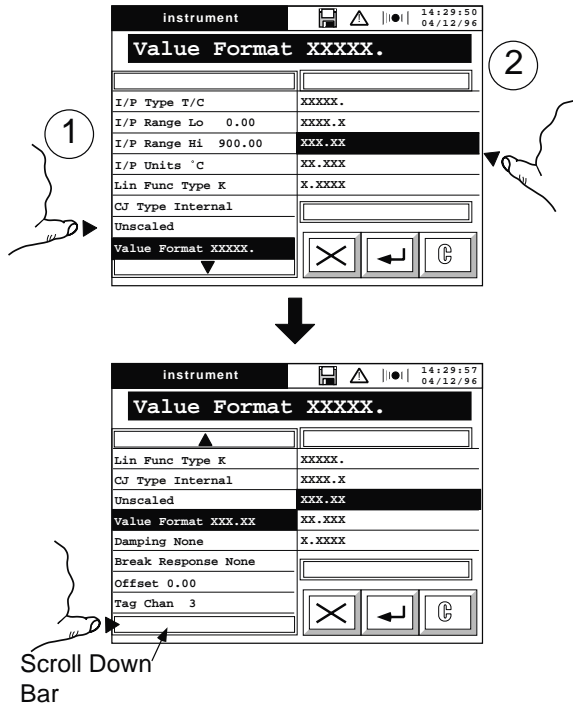 instrument
14:29:50
04/12/96
Value Format XXXXX.
1
2
I/P Type T/C
I/P Range Lo 0.00
I/P Range Hi 900.00
I/P Units °C
Lin Func Type K
CJ Type Internal
Unscaled
Value Format XXXXX.
XXXXX.
XXXX.X
XXX.XX
XX.XXX
X.XXXX
C
instrument
14:29:57
04/12/96
Value Format XXXXX.
Lin Func Type K
CJ Type Internal
Unscaled
Value Format XXX.XX
Damping None
Break Response None
Offset 0.00
Tag Chan 3
XXXXX.
XXXX.X
XXX.XX
XX.XXX
X.XXXX
C
Scroll Down
Bar